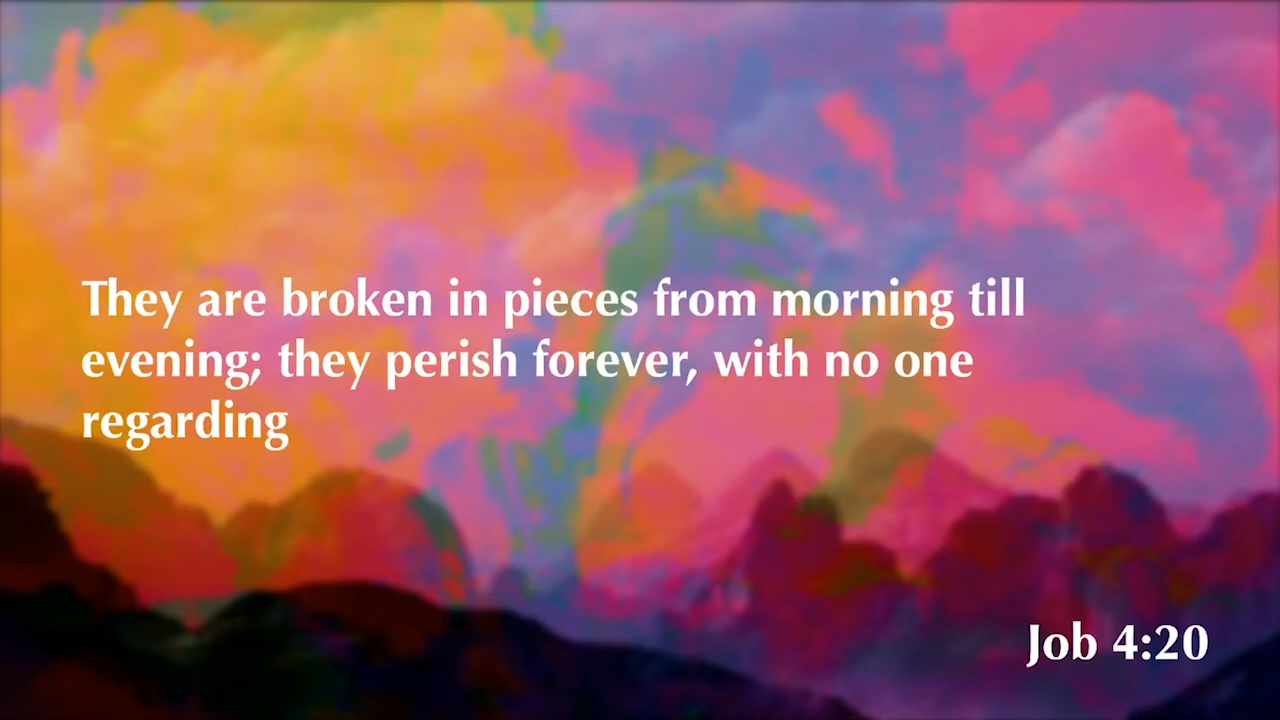 They are broken in pieces from morning till
evening; they perish forever, with no one
regarding
Job 4:20